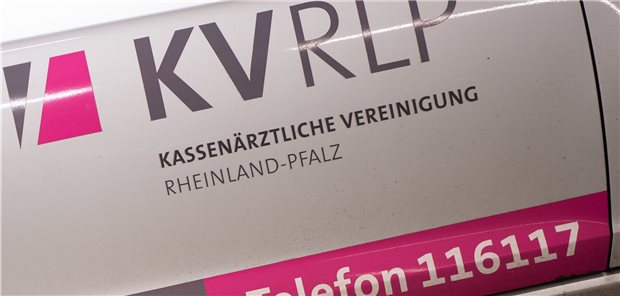 KVRLP
KASSENÄRZTLICHE VEREINIGUNG
RHEINLAND-PFALZ
Telefon 116117